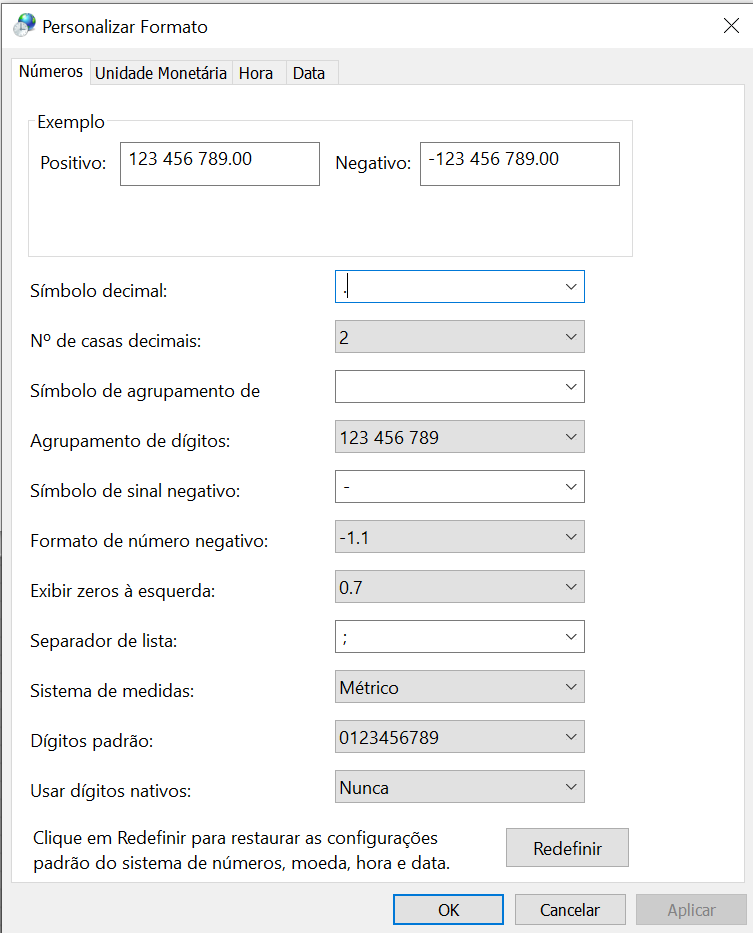 Personalizar Formato
Números Unidade Monetária Hora Data
Exemplo
Positivo: 123 456 789.00 Negativo: -123 456 789.00
Símbolo decimal: .
Nº de casas decimais: 2
Símbolo de agrupamento de
Agrupamento de dígitos: 123 456 789
Símbolo de sinal negativo: -
Formato de número negativo: -1.1
Exibir zeros à esquerda: 0.7
Separador de lista: ;
Sistema de medidas: Métrico
Dígitos padrão: 0123456789
Usar dígitos nativos: Nunca
Clique em Redefinir para restaurar as configurações
padrão do sistema de números, moeda, hora e data.
Redefinir
OK Cancelar Aplicar